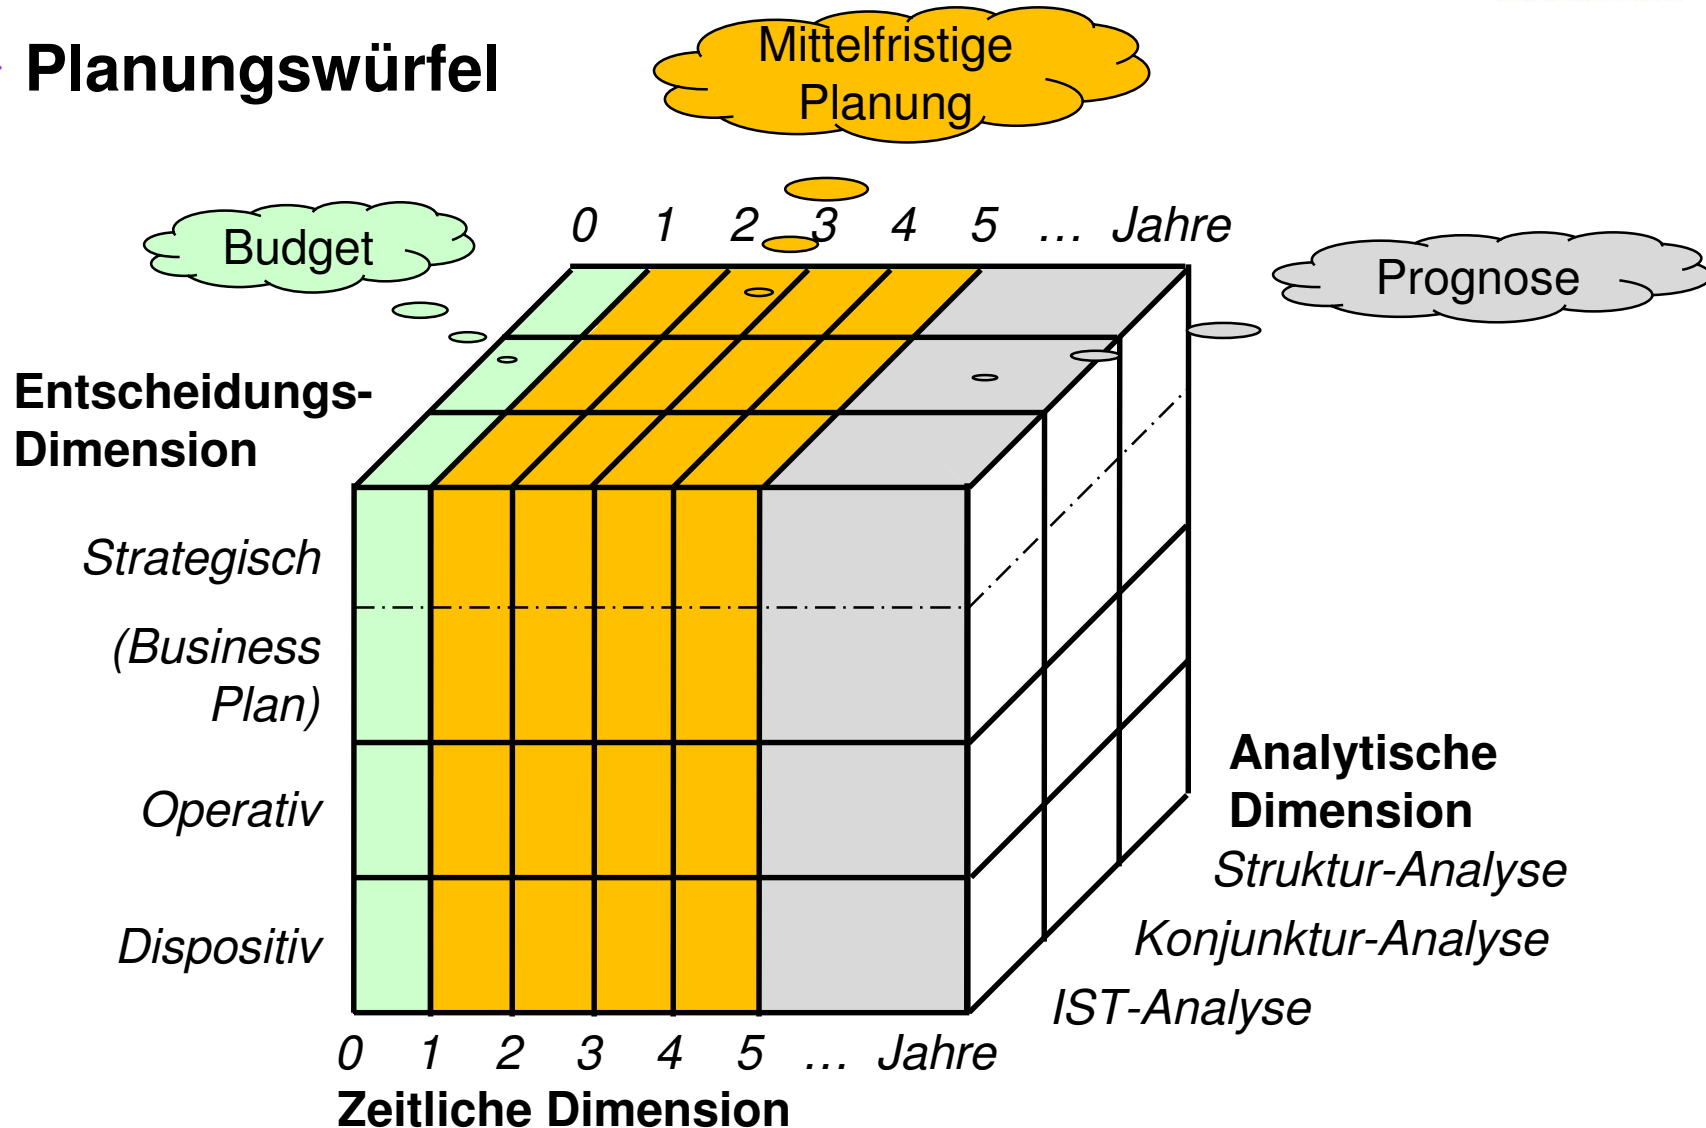 Planungswürfel
Mittelfristige
Planung
Budget
0 1 2 3 4 5 … Jahre
Prognose
Entscheidungs-
Dimension
Strategisch
(Business
Plan)
Operativ
Dispositiv
Analytische
Dimension
Struktur-Analyse
Konjunktur-Analyse
IST-Analyse
0 1 2 3 4 5 … Jahre
Zeitliche Dimension